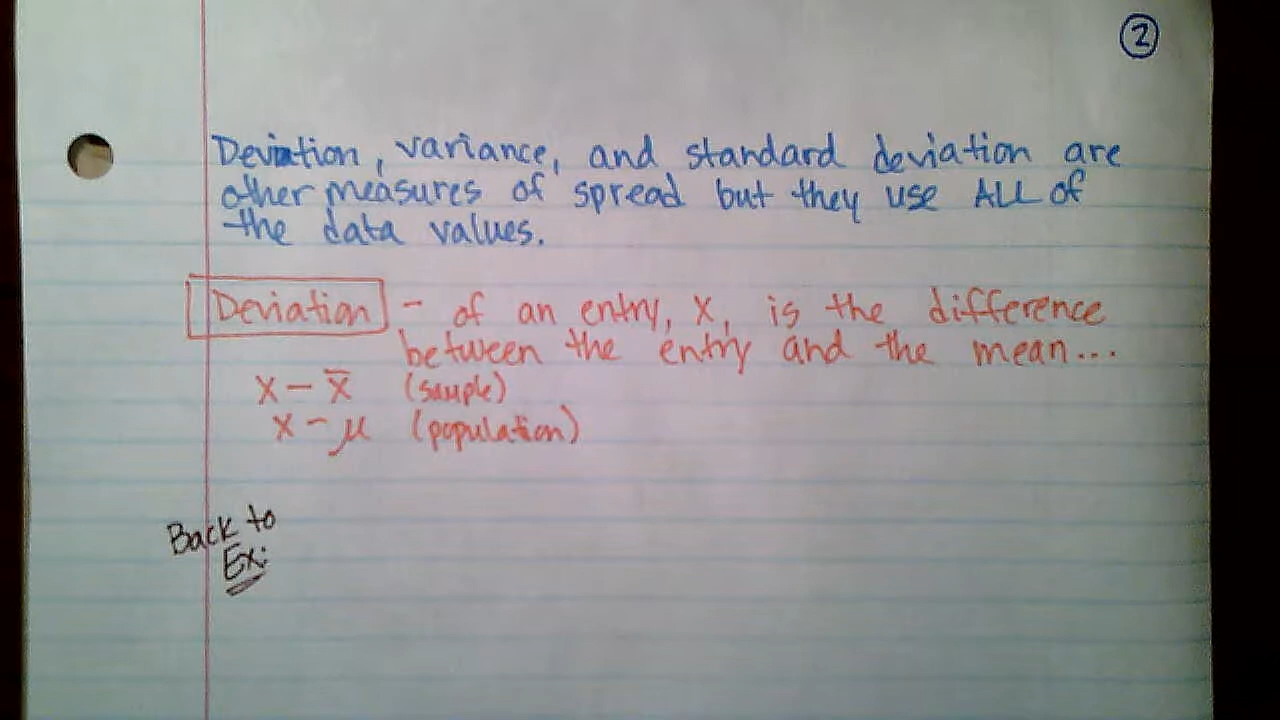 ②
Deviation, variance, and standard deviation are
other measures of spread but they use ALL of
the data values.
Deviation - of an entry, x, is the difference
between the entry and the mean...
x - x̄ (sample)
x - μ (population)
Back to
Ex: